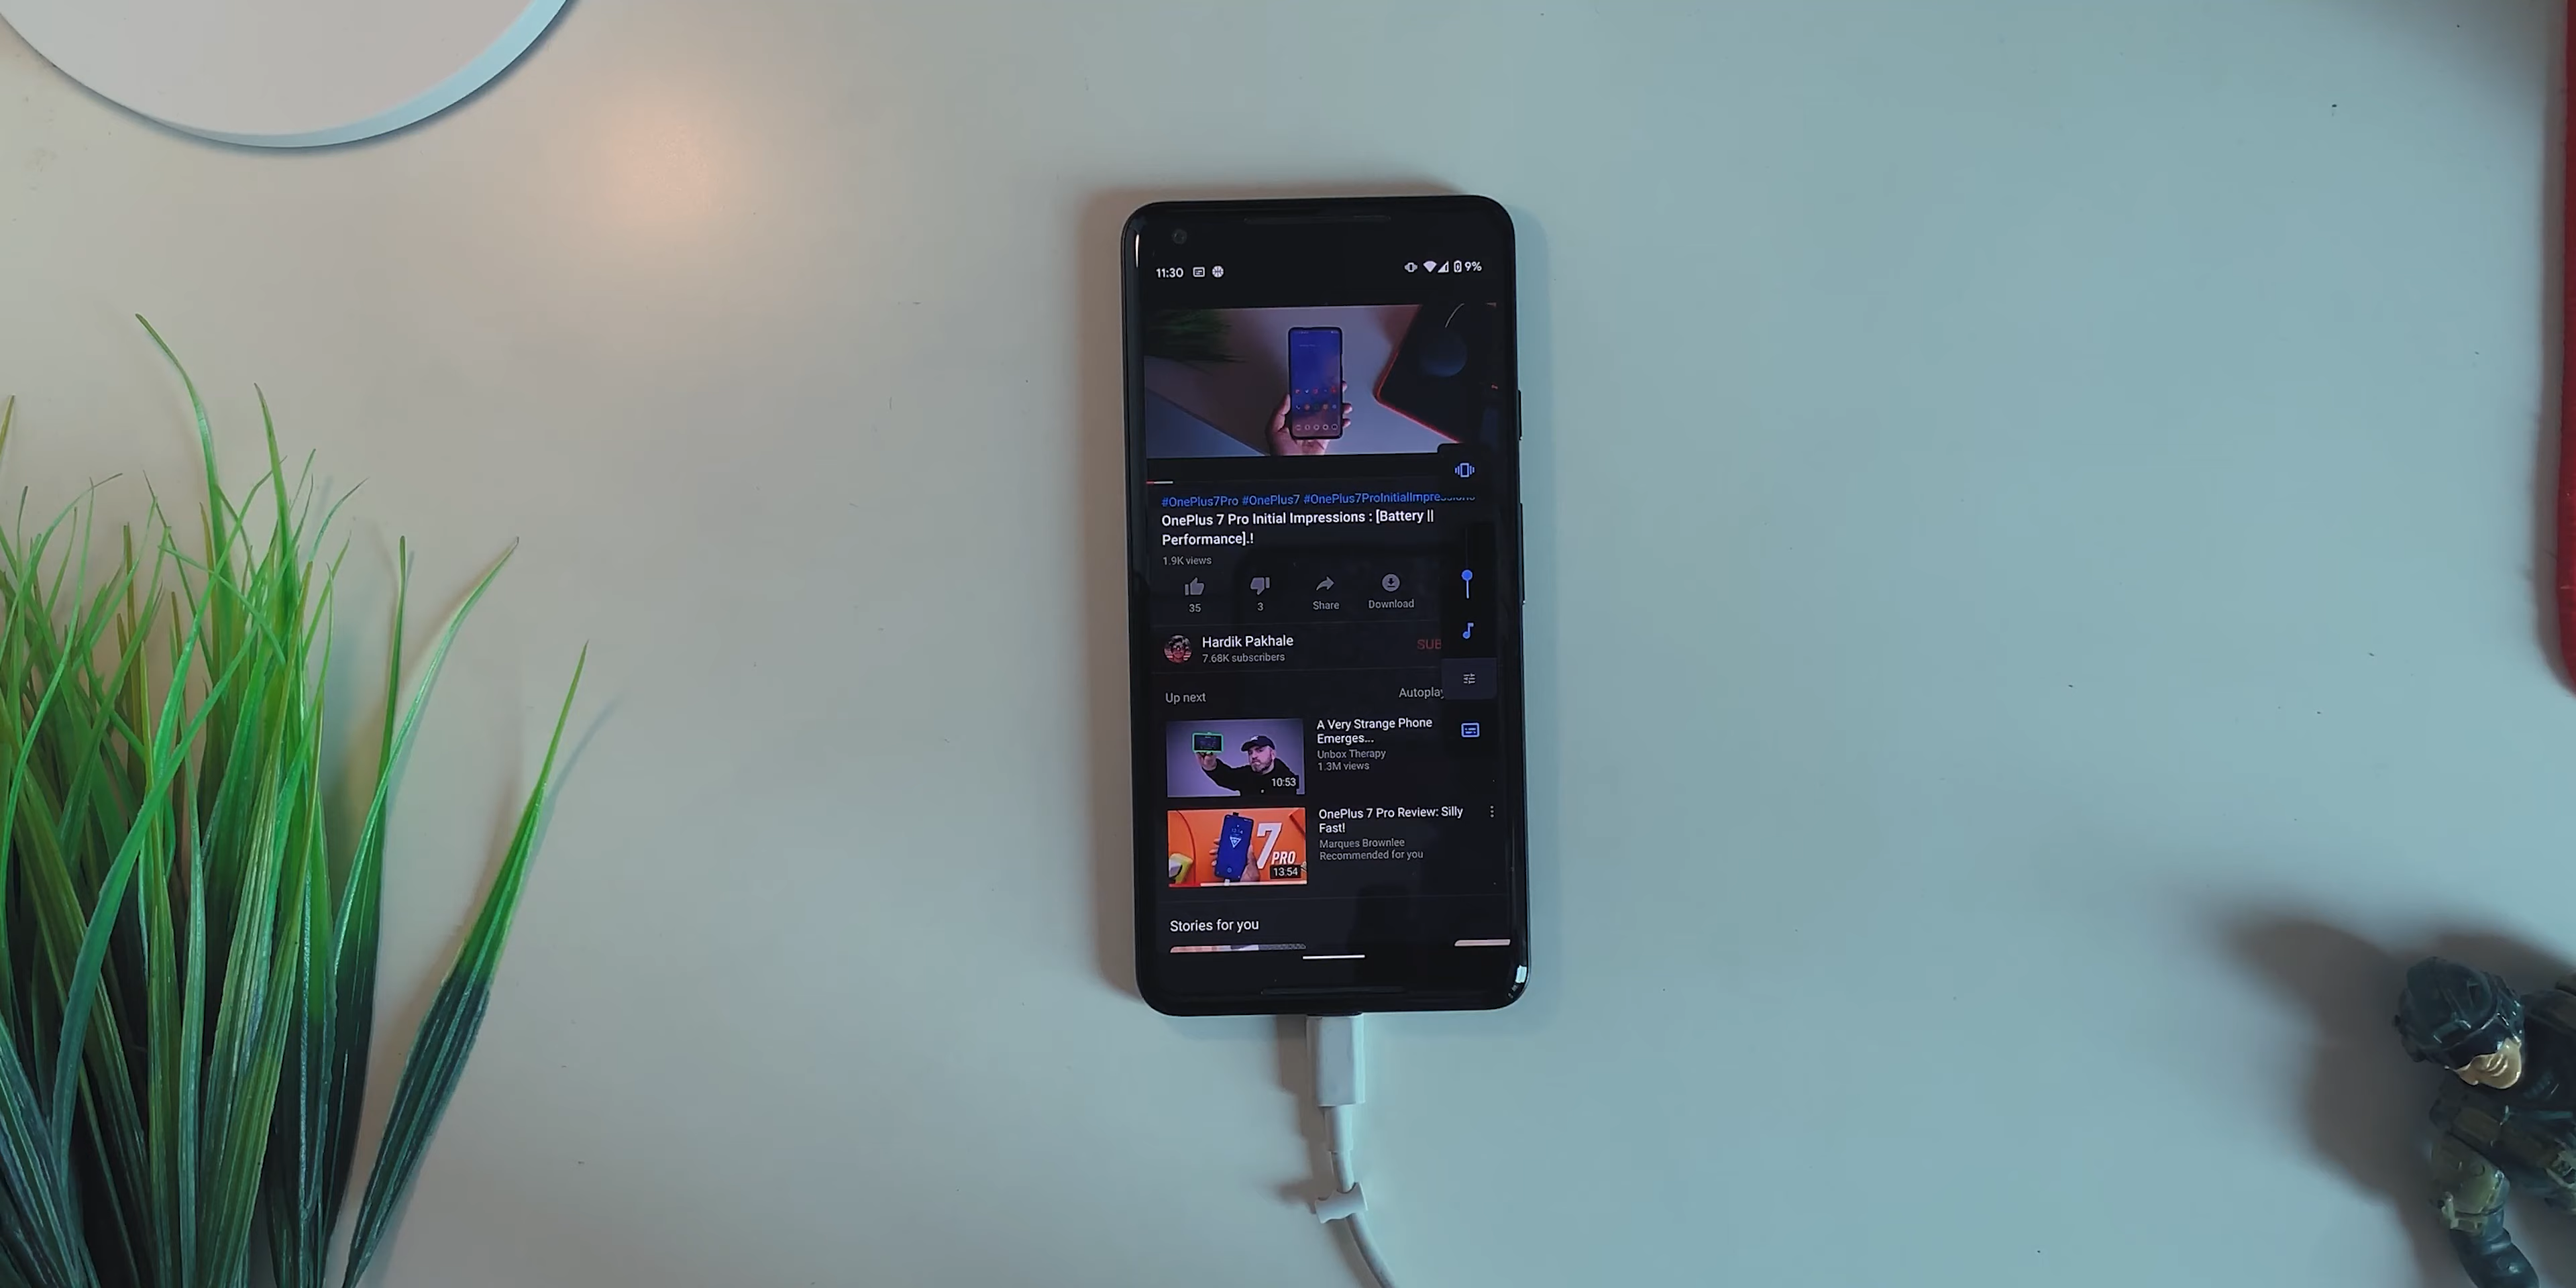 11:30
9%
#OnePlus7Pro #OnePlus7 #OnePlus7ProInitialImpressions
OnePlus 7 Pro Initial Impressions : [Battery ||
Performance].!
1.9K views
35
3
Share
Download
Hardik Pakhale
7.68K subscribers
SUB
Up next
Autoplay
A Very Strange Phone
Emerges...
Unbox Therapy
1.3M views
10:53
OnePlus 7 Pro Review: Silly
Fast!
Marques Brownlee
Recommended for you
7
PRO
13:54
Stories for you